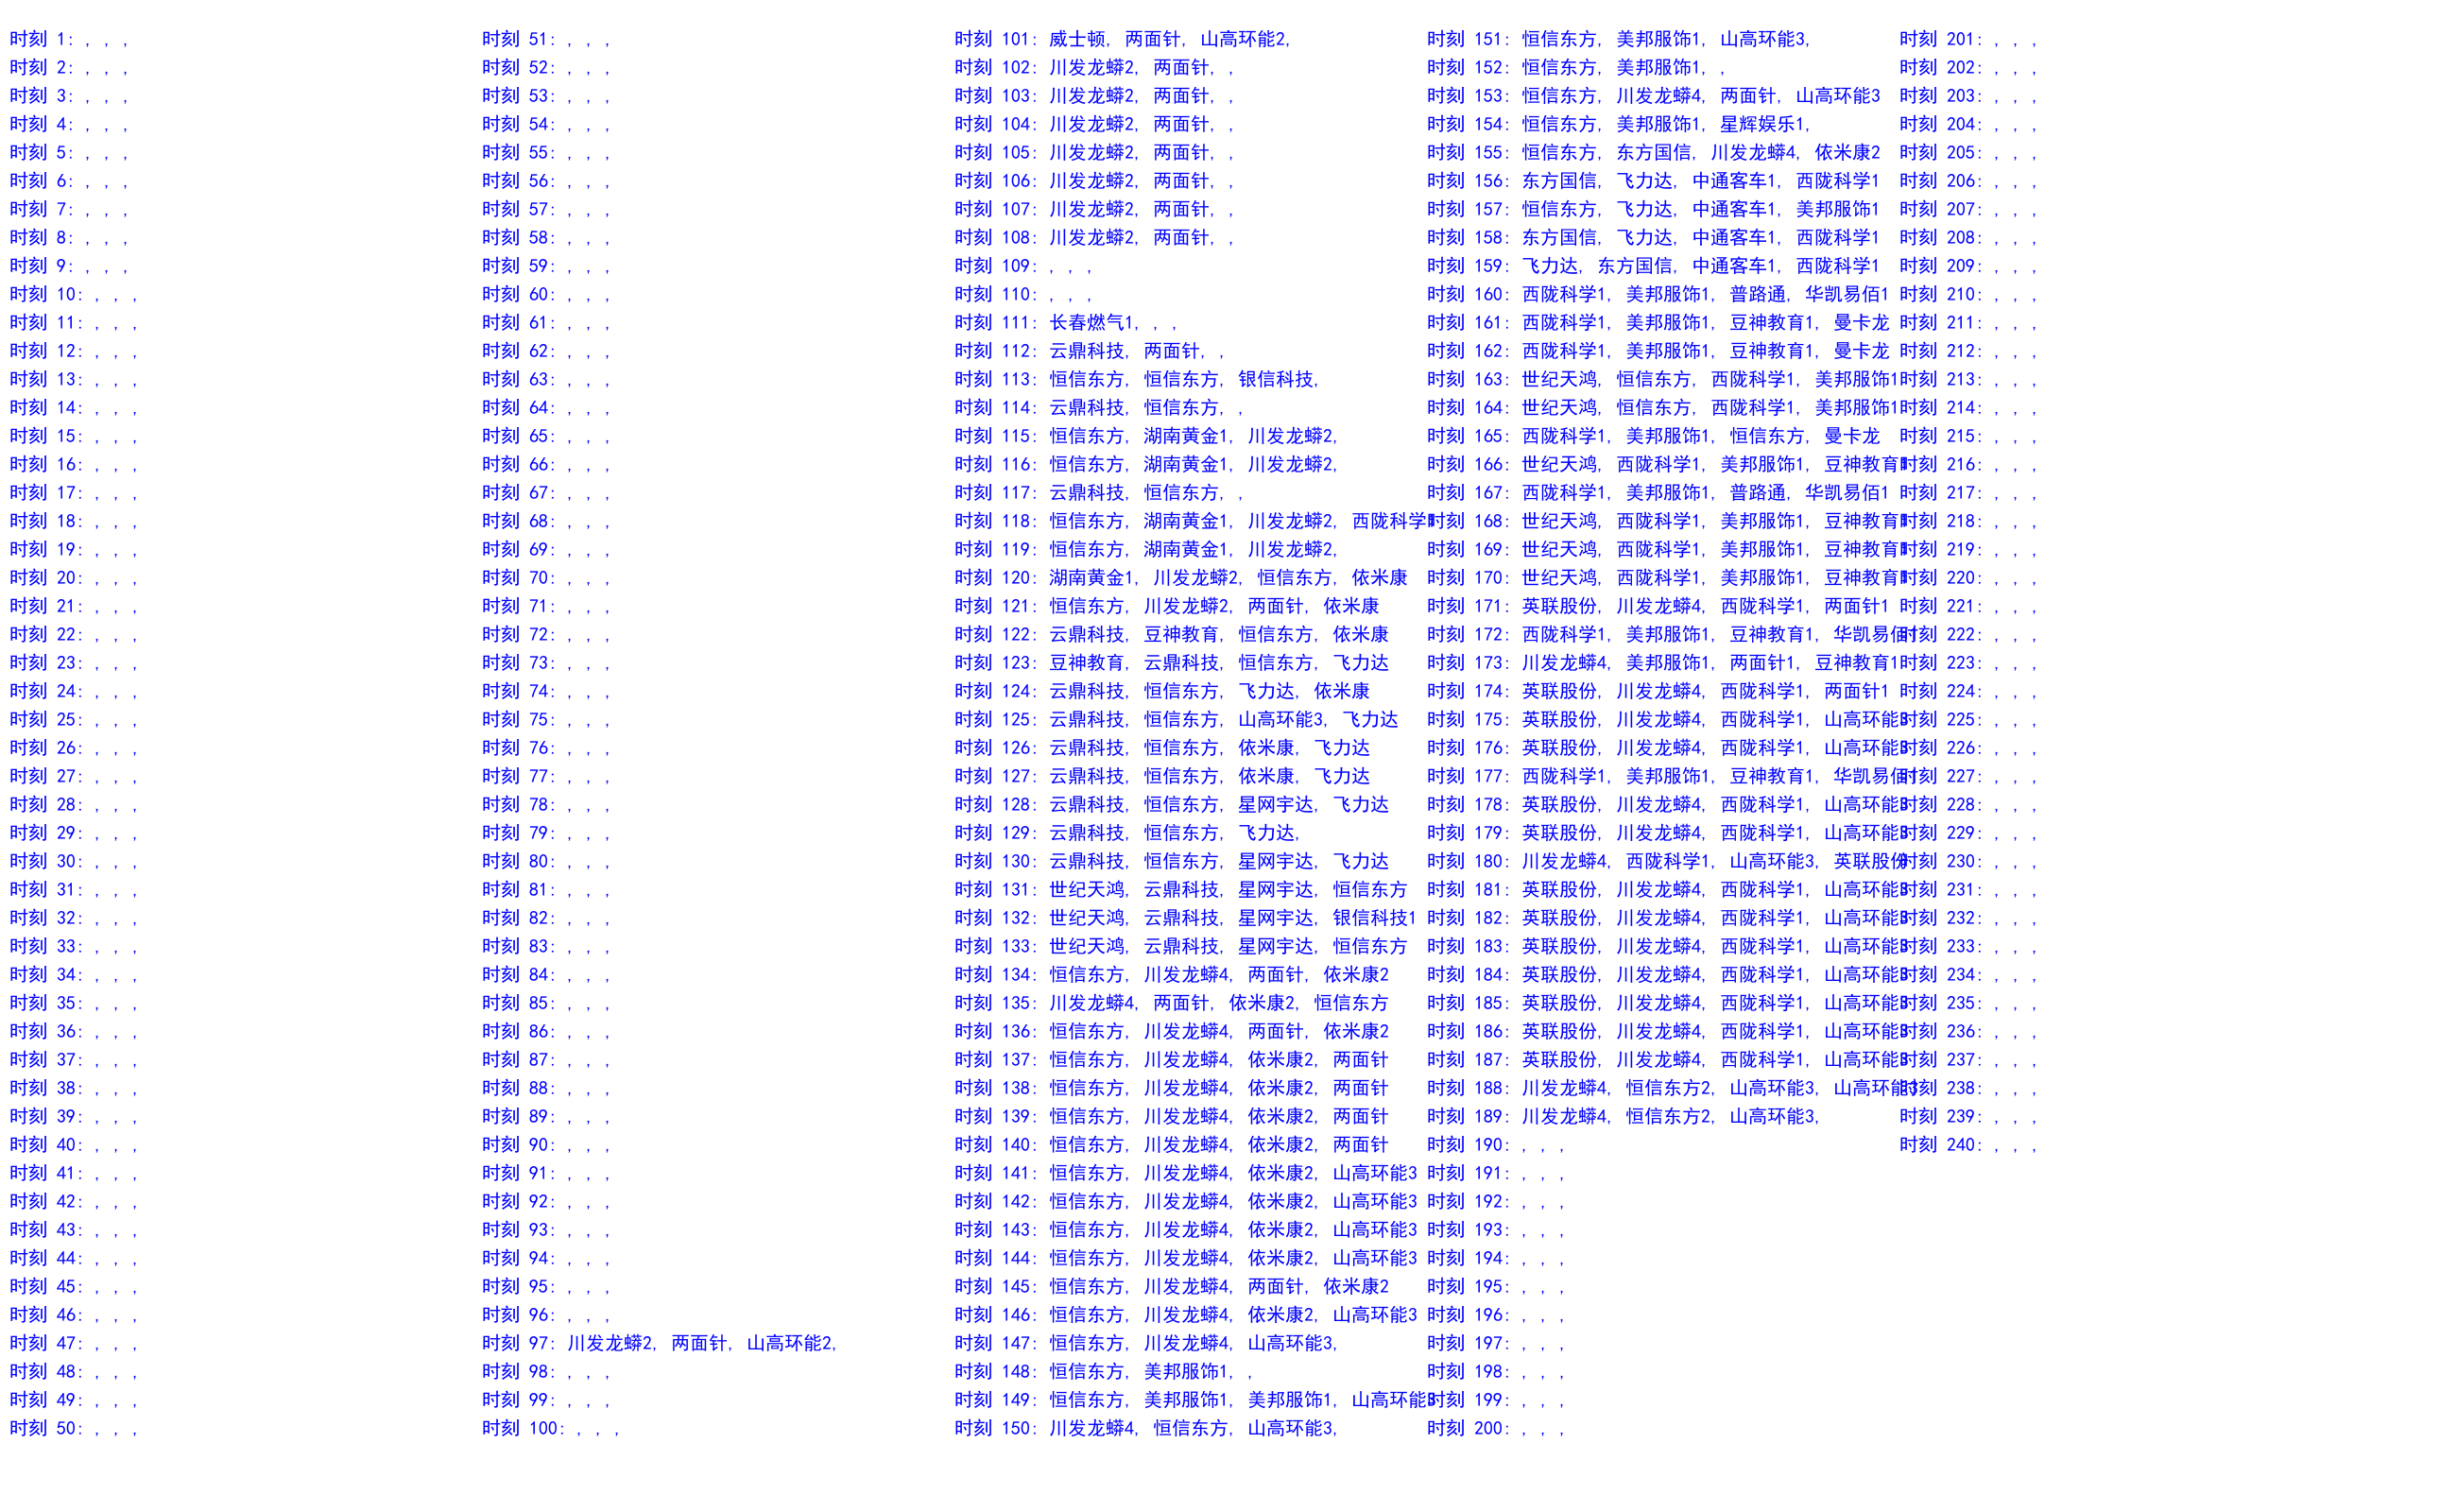 时刻 1: , , ,
时刻 2: , , ,
时刻 3: , , ,
时刻 4: , , ,
时刻 5: , , ,
时刻 6: , , ,
时刻 7: , , ,
时刻 8: , , ,
时刻 9: , , ,
时刻 10: , , ,
时刻 11: , , ,
时刻 12: , , ,
时刻 13: , , ,
时刻 14: , , ,
时刻 15: , , ,
时刻 16: , , ,
时刻 17: , , ,
时刻 18: , , ,
时刻 19: , , ,
时刻 20: , , ,
时刻 21: , , ,
时刻 22: , , ,
时刻 23: , , ,
时刻 24: , , ,
时刻 25: , , ,
时刻 26: , , ,
时刻 27: , , ,
时刻 28: , , ,
时刻 29: , , ,
时刻 30: , , ,
时刻 31: , , ,
时刻 32: , , ,
时刻 33: , , ,
时刻 34: , , ,
时刻 35: , , ,
时刻 36: , , ,
时刻 37: , , ,
时刻 38: , , ,
时刻 39: , , ,
时刻 40: , , ,
时刻 41: , , ,
时刻 42: , , ,
时刻 43: , , ,
时刻 44: , , ,
时刻 45: , , ,
时刻 46: , , ,
时刻 47: , , ,
时刻 48: , , ,
时刻 49: , , ,
时刻 50: , , ,
时刻 51: , , ,
时刻 52: , , ,
时刻 53: , , ,
时刻 54: , , ,
时刻 55: , , ,
时刻 56: , , ,
时刻 57: , , ,
时刻 58: , , ,
时刻 59: , , ,
时刻 60: , , ,
时刻 61: , , ,
时刻 62: , , ,
时刻 63: , , ,
时刻 64: , , ,
时刻 65: , , ,
时刻 66: , , ,
时刻 67: , , ,
时刻 68: , , ,
时刻 69: , , ,
时刻 70: , , ,
时刻 71: , , ,
时刻 72: , , ,
时刻 73: , , ,
时刻 74: , , ,
时刻 75: , , ,
时刻 76: , , ,
时刻 77: , , ,
时刻 78: , , ,
时刻 79: , , ,
时刻 80: , , ,
时刻 81: , , ,
时刻 82: , , ,
时刻 83: , , ,
时刻 84: , , ,
时刻 85: , , ,
时刻 86: , , ,
时刻 87: , , ,
时刻 88: , , ,
时刻 89: , , ,
时刻 90: , , ,
时刻 91: , , ,
时刻 92: , , ,
时刻 93: , , ,
时刻 94: , , ,
时刻 95: , , ,
时刻 96: , , ,
时刻 97: 川发龙蟒2, 两面针, 山高环能2,
时刻 98: , , ,
时刻 99: , , ,
时刻 100: , , ,
时刻 101: 威士顿, 两面针, 山高环能2,
时刻 102: 川发龙蟒2, 两面针, ,
时刻 103: 川发龙蟒2, 两面针, ,
时刻 104: 川发龙蟒2, 两面针, ,
时刻 105: 川发龙蟒2, 两面针, ,
时刻 106: 川发龙蟒2, 两面针, ,
时刻 107: 川发龙蟒2, 两面针, ,
时刻 108: 川发龙蟒2, 两面针, ,
时刻 109: , , ,
时刻 110: , , ,
时刻 111: 长春燃气1, , ,
时刻 112: 云鼎科技, 两面针, ,
时刻 113: 恒信东方, 恒信东方, 银信科技,
时刻 114: 云鼎科技, 恒信东方, ,
时刻 115: 恒信东方, 湖南黄金1, 川发龙蟒2,
时刻 116: 恒信东方, 湖南黄金1, 川发龙蟒2,
时刻 117: 云鼎科技, 恒信东方, ,
时刻 118: 恒信东方, 湖南黄金1, 川发龙蟒2, 西陇科学
时刻 119: 恒信东方, 湖南黄金1, 川发龙蟒2,
时刻 120: 湖南黄金1, 川发龙蟒2, 恒信东方, 依米康
时刻 121: 恒信东方, 川发龙蟒2, 两面针, 依米康
时刻 122: 云鼎科技, 豆神教育, 恒信东方, 依米康
时刻 123: 豆神教育, 云鼎科技, 恒信东方, 飞力达
时刻 124: 云鼎科技, 恒信东方, 飞力达, 依米康
时刻 125: 云鼎科技, 恒信东方, 山高环能3, 飞力达
时刻 126: 云鼎科技, 恒信东方, 依米康, 飞力达
时刻 127: 云鼎科技, 恒信东方, 依米康, 飞力达
时刻 128: 云鼎科技, 恒信东方, 星网宇达, 飞力达
时刻 129: 云鼎科技, 恒信东方, 飞力达,
时刻 130: 云鼎科技, 恒信东方, 星网宇达, 飞力达
时刻 131: 世纪天鸿, 云鼎科技, 星网宇达, 恒信东方
时刻 132: 世纪天鸿, 云鼎科技, 星网宇达, 银信科技1
时刻 133: 世纪天鸿, 云鼎科技, 星网宇达, 恒信东方
时刻 134: 恒信东方, 川发龙蟒4, 两面针, 依米康2
时刻 135: 川发龙蟒4, 两面针, 依米康2, 恒信东方
时刻 136: 恒信东方, 川发龙蟒4, 两面针, 依米康2
时刻 137: 恒信东方, 川发龙蟒4, 依米康2, 两面针
时刻 138: 恒信东方, 川发龙蟒4, 依米康2, 两面针
时刻 139: 恒信东方, 川发龙蟒4, 依米康2, 两面针
时刻 140: 恒信东方, 川发龙蟒4, 依米康2, 两面针
时刻 141: 恒信东方, 川发龙蟒4, 依米康2, 山高环能3
时刻 142: 恒信东方, 川发龙蟒4, 依米康2, 山高环能3
时刻 143: 恒信东方, 川发龙蟒4, 依米康2, 山高环能3
时刻 144: 恒信东方, 川发龙蟒4, 依米康2, 山高环能3
时刻 145: 恒信东方, 川发龙蟒4, 两面针, 依米康2
时刻 146: 恒信东方, 川发龙蟒4, 依米康2, 山高环能3
时刻 147: 恒信东方, 川发龙蟒4, 山高环能3,
时刻 148: 恒信东方, 美邦服饰1, ,
时刻 149: 恒信东方, 美邦服饰1, 美邦服饰1, 山高环能3
时刻 150: 川发龙蟒4, 恒信东方, 山高环能3,
时刻 151: 恒信东方, 美邦服饰1, 山高环能3,
时刻 152: 恒信东方, 美邦服饰1, ,
时刻 153: 恒信东方, 川发龙蟒4, 两面针, 山高环能3
时刻 154: 恒信东方, 美邦服饰1, 星辉娱乐1,
时刻 155: 恒信东方, 东方国信, 川发龙蟒4, 依米康2
时刻 156: 东方国信, 飞力达, 中通客车1, 西陇科学1
时刻 157: 恒信东方, 飞力达, 中通客车1, 美邦服饰1
时刻 158: 东方国信, 飞力达, 中通客车1, 西陇科学1
时刻 159: 飞力达, 东方国信, 中通客车1, 西陇科学1
时刻 160: 西陇科学1, 美邦服饰1, 普路通, 华凯易佰1
时刻 161: 西陇科学1, 美邦服饰1, 豆神教育1, 曼卡龙
时刻 162: 西陇科学1, 美邦服饰1, 豆神教育1, 曼卡龙
时刻 163: 世纪天鸿, 恒信东方, 西陇科学1, 美邦服饰1
时刻 164: 世纪天鸿, 恒信东方, 西陇科学1, 美邦服饰1
时刻 165: 西陇科学1, 美邦服饰1, 恒信东方, 曼卡龙
时刻 166: 世纪天鸿, 西陇科学1, 美邦服饰1, 豆神教育
时刻 167: 西陇科学1, 美邦服饰1, 普路通, 华凯易佰1
时刻 168: 世纪天鸿, 西陇科学1, 美邦服饰1, 豆神教育
时刻 169: 世纪天鸿, 西陇科学1, 美邦服饰1, 豆神教育
时刻 170: 世纪天鸿, 西陇科学1, 美邦服饰1, 豆神教育
时刻 171: 英联股份, 川发龙蟒4, 西陇科学1, 两面针1
时刻 172: 西陇科学1, 美邦服饰1, 豆神教育1, 华凯易佰1
时刻 173: 川发龙蟒4, 美邦服饰1, 两面针1, 豆神教育1
时刻 174: 英联股份, 川发龙蟒4, 西陇科学1, 两面针1
时刻 175: 英联股份, 川发龙蟒4, 西陇科学1, 山高环能3
时刻 176: 英联股份, 川发龙蟒4, 西陇科学1, 山高环能3
时刻 177: 西陇科学1, 美邦服饰1, 豆神教育1, 华凯易佰1
时刻 178: 英联股份, 川发龙蟒4, 西陇科学1, 山高环能3
时刻 179: 英联股份, 川发龙蟒4, 西陇科学1, 山高环能3
时刻 180: 川发龙蟒4, 西陇科学1, 山高环能3, 英联股份
时刻 181: 英联股份, 川发龙蟒4, 西陇科学1, 山高环能3
时刻 182: 英联股份, 川发龙蟒4, 西陇科学1, 山高环能3
时刻 183: 英联股份, 川发龙蟒4, 西陇科学1, 山高环能3
时刻 184: 英联股份, 川发龙蟒4, 西陇科学1, 山高环能3
时刻 185: 英联股份, 川发龙蟒4, 西陇科学1, 山高环能3
时刻 186: 英联股份, 川发龙蟒4, 西陇科学1, 山高环能3
时刻 187: 英联股份, 川发龙蟒4, 西陇科学1, 山高环能3
时刻 188: 川发龙蟒4, 恒信东方2, 山高环能3, 山高环能3
时刻 189: 川发龙蟒4, 恒信东方2, 山高环能3,
时刻 190: , , ,
时刻 191: , , ,
时刻 192: , , ,
时刻 193: , , ,
时刻 194: , , ,
时刻 195: , , ,
时刻 196: , , ,
时刻 197: , , ,
时刻 198: , , ,
时刻 199: , , ,
时刻 200: , , ,
时刻 201: , , ,
时刻 202: , , ,
时刻 203: , , ,
时刻 204: , , ,
时刻 205: , , ,
时刻 206: , , ,
时刻 207: , , ,
时刻 208: , , ,
时刻 209: , , ,
时刻 210: , , ,
时刻 211: , , ,
时刻 212: , , ,
时刻 213: , , ,
时刻 214: , , ,
时刻 215: , , ,
时刻 216: , , ,
时刻 217: , , ,
时刻 218: , , ,
时刻 219: , , ,
时刻 220: , , ,
时刻 221: , , ,
时刻 222: , , ,
时刻 223: , , ,
时刻 224: , , ,
时刻 225: , , ,
时刻 226: , , ,
时刻 227: , , ,
时刻 228: , , ,
时刻 229: , , ,
时刻 230: , , ,
时刻 231: , , ,
时刻 232: , , ,
时刻 233: , , ,
时刻 234: , , ,
时刻 235: , , ,
时刻 236: , , ,
时刻 237: , , ,
时刻 238: , , ,
时刻 239: , , ,
时刻 240: , , ,